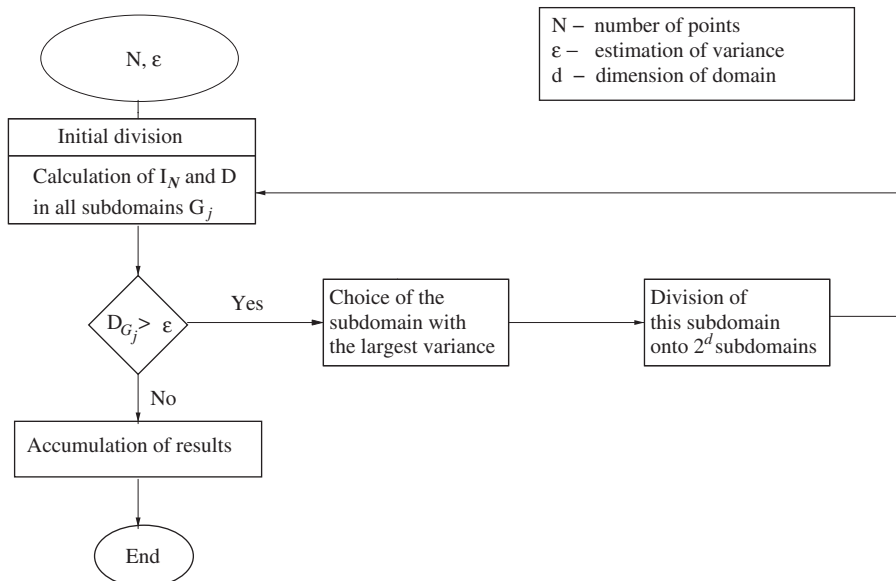 N, ε
N – number of points
ε – estimation of variance
d – dimension of domain
Initial division
Calculation of I_N and D
in all subdomains G_j
D_{G_j} > ε
Yes
Choice of the
subdomain with
the largest variance
Division of
this subdomain
onto 2^d subdomains
No
Accumulation of results
End